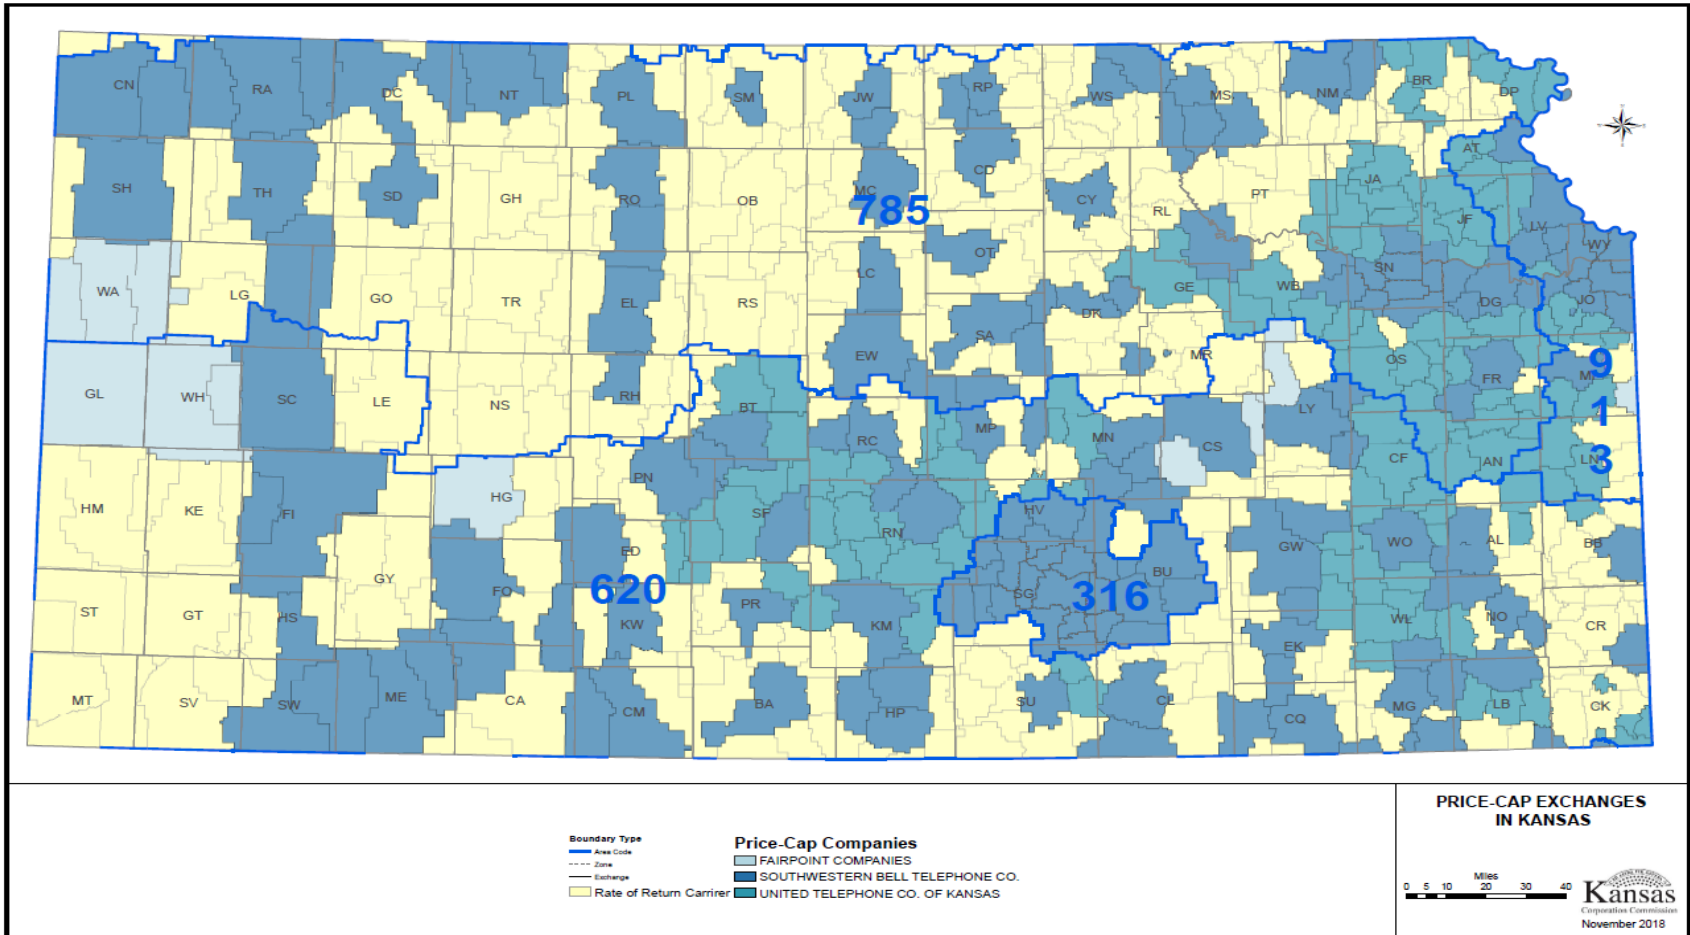 CN RA DC NT PL SM JW RP WS MS NM BR DP
SH TH SD GH RO OB MC CD CY RL PT JA AT
785
JF LV WY
WA LG GO TR EL RS LC OT GE WB SN DG JO
SA DK
GL WH SC LE NS RH EW MR OS FR
9
1
3
BT RC MP MN LY CS CF AN LN
HM KE FI HG PN SF RN HV GW WO AL BB
ST GT HS GY FO ED KW PR KM SG BU EK WL NO CR
620
316
MT SV SW ME CA CM BA HP SU CL CQ MG LB CK
Boundary Type
Area Code
Zone
Exchange
Rate of Return Carrirer
Price-Cap Companies
FAIRPOINT COMPANIES
SOUTHWESTERN BELL TELEPHONE CO.
UNITED TELEPHONE CO. OF KANSAS
PRICE-CAP EXCHANGES
IN KANSAS
Miles
0 5 10 20 30 40
Kansas
Corporation Commission
November 2018